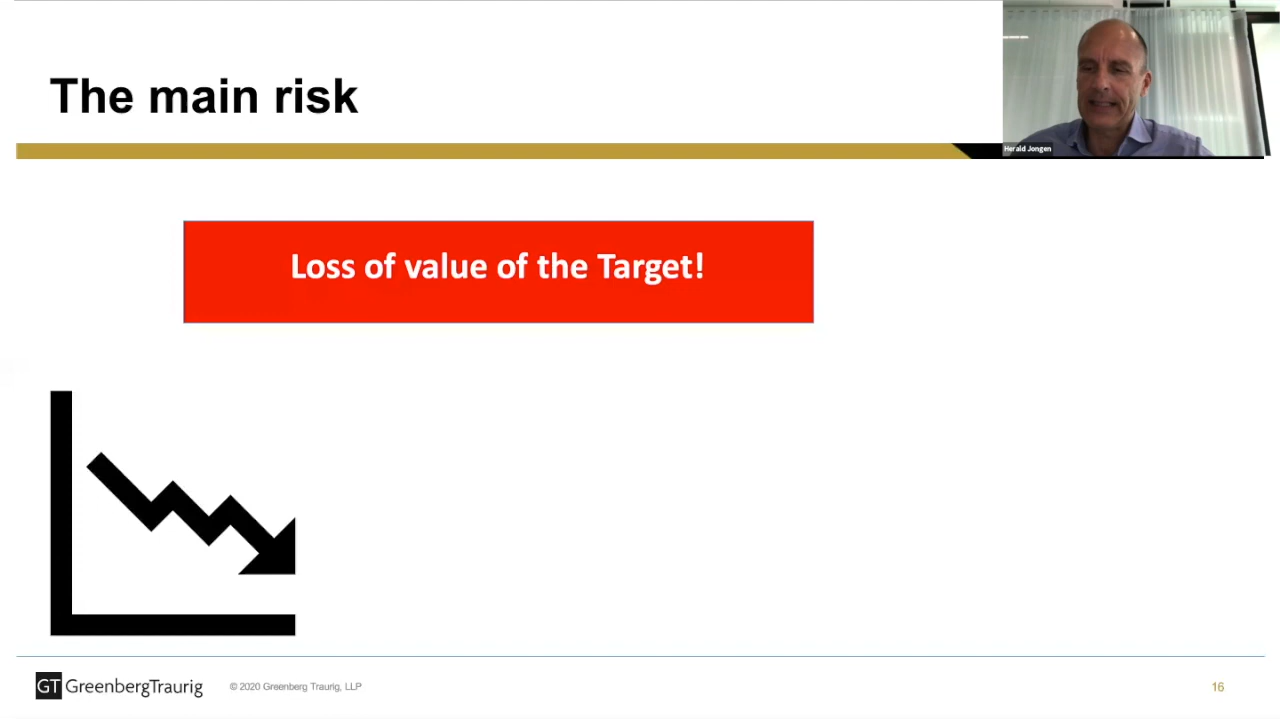 The main risk
Herald Jongen
Loss of value of the Target!
GT GreenbergTraurig
© 2020 Greenberg Traurig, LLP
16